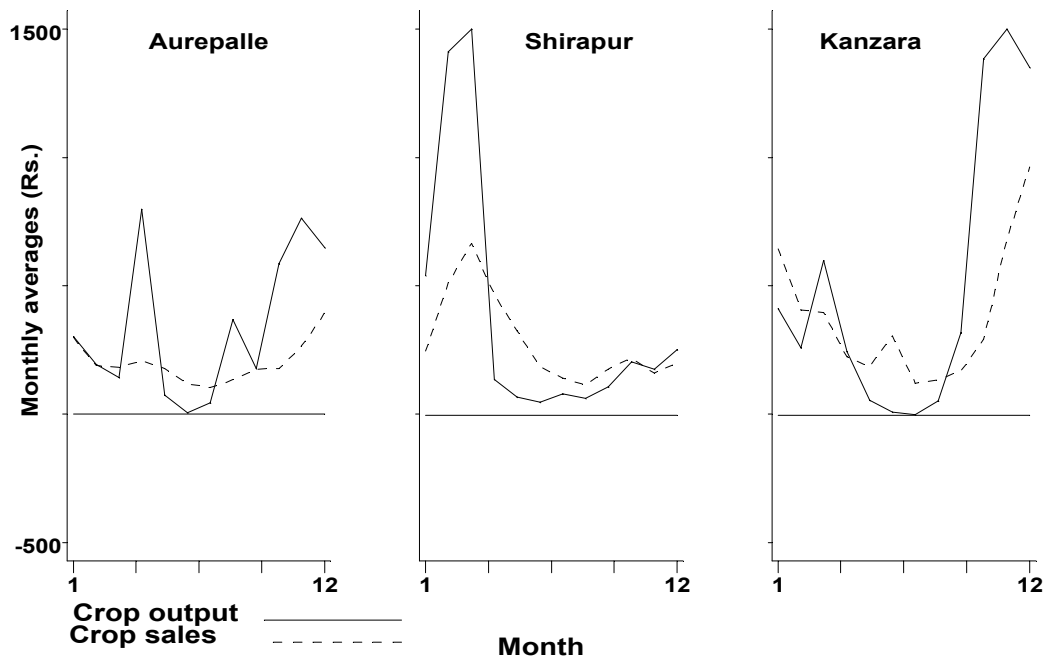 Aurepalle
Shirapur
Kanzara
Monthly averages (Rs.)
1500
-500
1
12
1
12
1
12
Crop output
Crop sales
Month